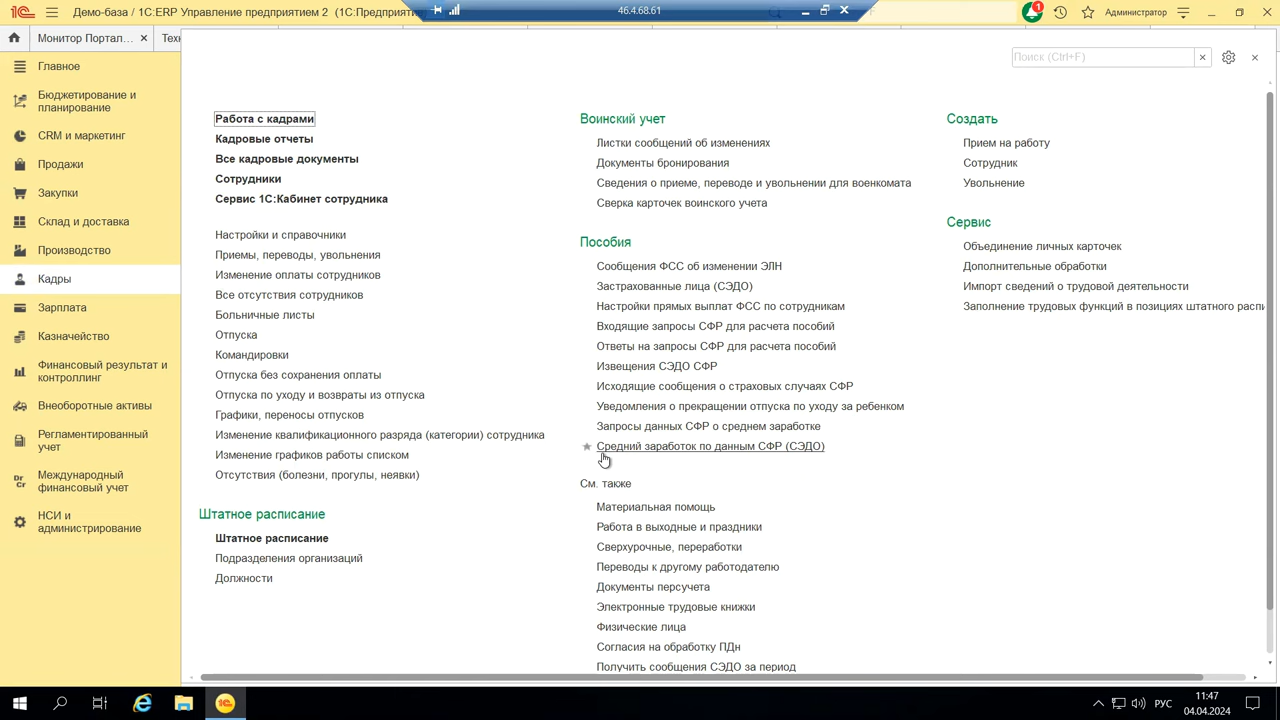 Демо-база / 1С:ERP Управление предприятием 2 (1С:Предприяти
46.4.68.61
1
Администратор
Монитор Портал...
Техн
Главное
Бюджетирование и
планирование
CRM и маркетинг
Продажи
Закупки
Склад и доставка
Производство
Кадры
Зарплата
Казначейство
Финансовый результат и
контроллинг
Внеоборотные активы
Регламентированный
учет
Международный
финансовый учет
НСИ и
администрирование
Поиск (Ctrl+F)
Работа с кадрами
Кадровые отчеты
Все кадровые документы
Сотрудники
Сервис 1С:Кабинет сотрудника
Настройки и справочники
Приемы, переводы, увольнения
Изменение оплаты сотрудников
Все отсутствия сотрудников
Больничные листы
Отпуска
Командировки
Отпуска без сохранения оплаты
Отпуска по уходу и возвраты из отпуска
Графики, переносы отпусков
Изменение квалификационного разряда (категории) сотрудника
Изменение графиков работы списком
Отсутствия (болезни, прогулы, неявки)
Штатное расписание
Штатное расписание
Подразделения организаций
Должности
Воинский учет
Листки сообщений об изменениях
Документы бронирования
Сведения о приеме, переводе и увольнении для военкомата
Сверка карточек воинского учета
Пособия
Сообщения ФСС об изменении ЭЛН
Застрахованные лица (СЭДО)
Настройки прямых выплат ФСС по сотрудникам
Входящие запросы СФР для расчета пособий
Ответы на запросы СФР для расчета пособий
Извещения СЭДО СФР
Исходящие сообщения о страховых случаях СФР
Уведомления о прекращении отпуска по уходу за ребенком
Запросы данных СФР о среднем заработке
Средний заработок по данным СФР (СЭДО)
См. также
Материальная помощь
Работа в выходные и праздники
Сверхурочные, переработки
Переводы к другому работодателю
Документы персучета
Электронные трудовые книжки
Физические лица
Согласия на обработку ПДн
Получить сообщения СЭДО за период
Создать
Прием на работу
Сотрудник
Увольнение
Сервис
Объединение личных карточек
Дополнительные обработки
Импорт сведений о трудовой деятельности
Заполнение трудовых функций в позициях штатного распи
РУС
11:47
04.04.2024